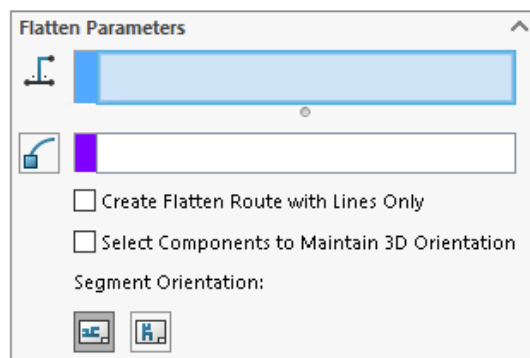 Flatten Parameters
Create Flatten Route with Lines Only
Select Components to Maintain 3D Orientation
Segment Orientation: